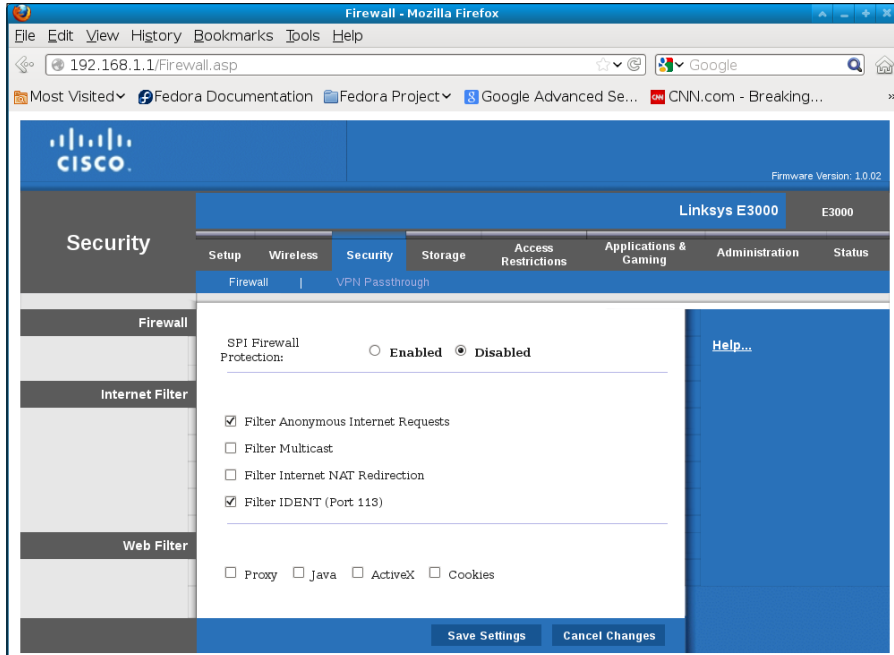 Firewall - Mozilla Firefox
File Edit View History Bookmarks Tools Help
192.168.1.1/Firewall.asp Google
Most Visited Fedora Documentation Fedora Project Google Advanced Se... CNN.com - Breaking...
CISCO.
Firmware Version: 1.0.02
Linksys E3000 E3000
Security
Setup Wireless Security Storage Access Restrictions Applications & Gaming Administration Status
Firewall | VPN Passthrough
Firewall
SPI Firewall Protection: Enabled Disabled
Help...
Internet Filter
Filter Anonymous Internet Requests
Filter Multicast
Filter Internet NAT Redirection
Filter IDENT (Port 113)
Web Filter
Proxy Java ActiveX Cookies
Save Settings Cancel Changes